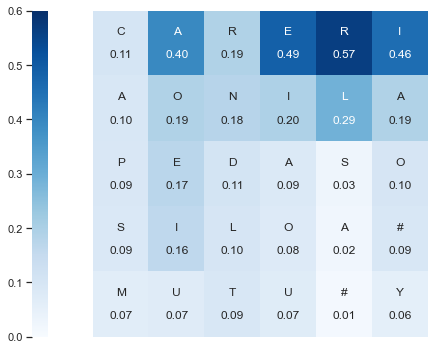 0.6
0.5
0.4
0.3
0.2
0.1
0.0
C A R E R I
0.11 0.40 0.19 0.49 0.57 0.46
A O N I L A
0.10 0.19 0.18 0.20 0.29 0.19
P E D A S O
0.09 0.17 0.11 0.09 0.03 0.10
S I L O A #
0.09 0.16 0.10 0.08 0.02 0.09
M U T U # Y
0.07 0.07 0.09 0.07 0.01 0.06